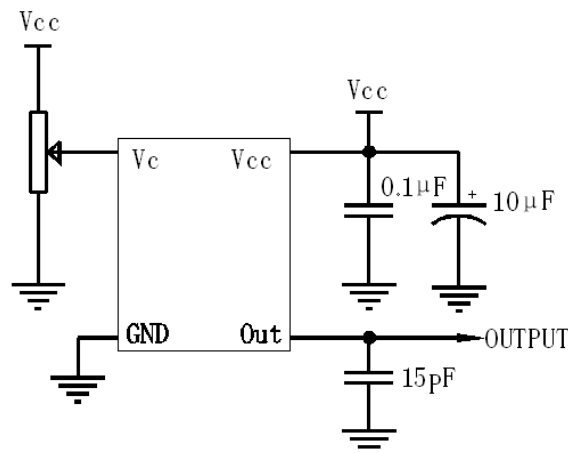 Vcc
Vcc
Vc
Vcc
0.1μF
+
10μF
GND
Out
OUTPUT
15pF